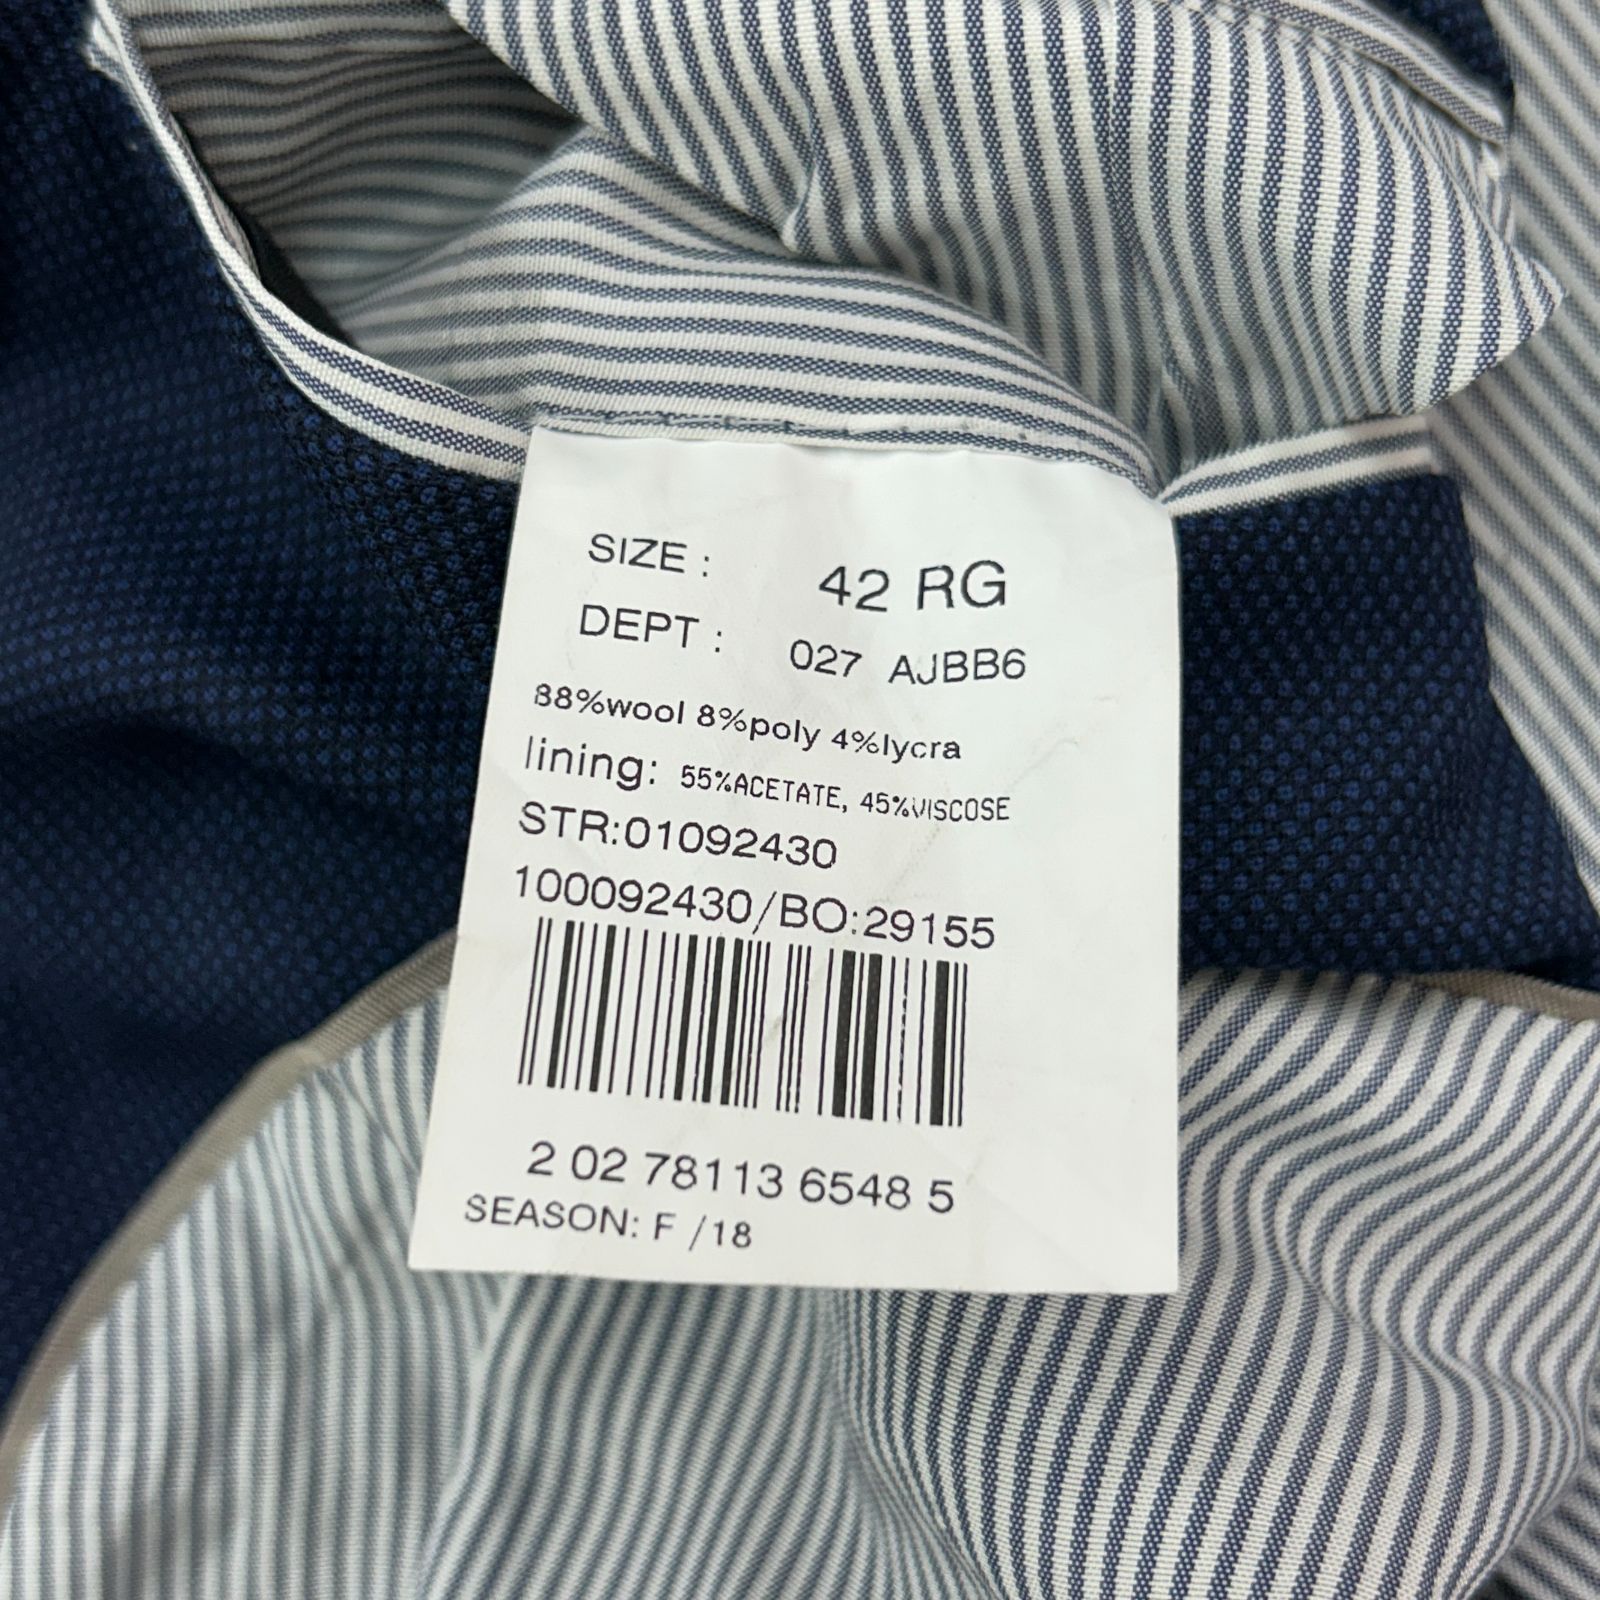 SIZE : 42 RG
DEPT : 027 AJBB6
88%wool 8%poly 4%lycra
lining: 55%ACETATE, 45%VISCOSE
STR:01092430
100092430/BO:29155
2 02 78113 6548 5
SEASON: F /18